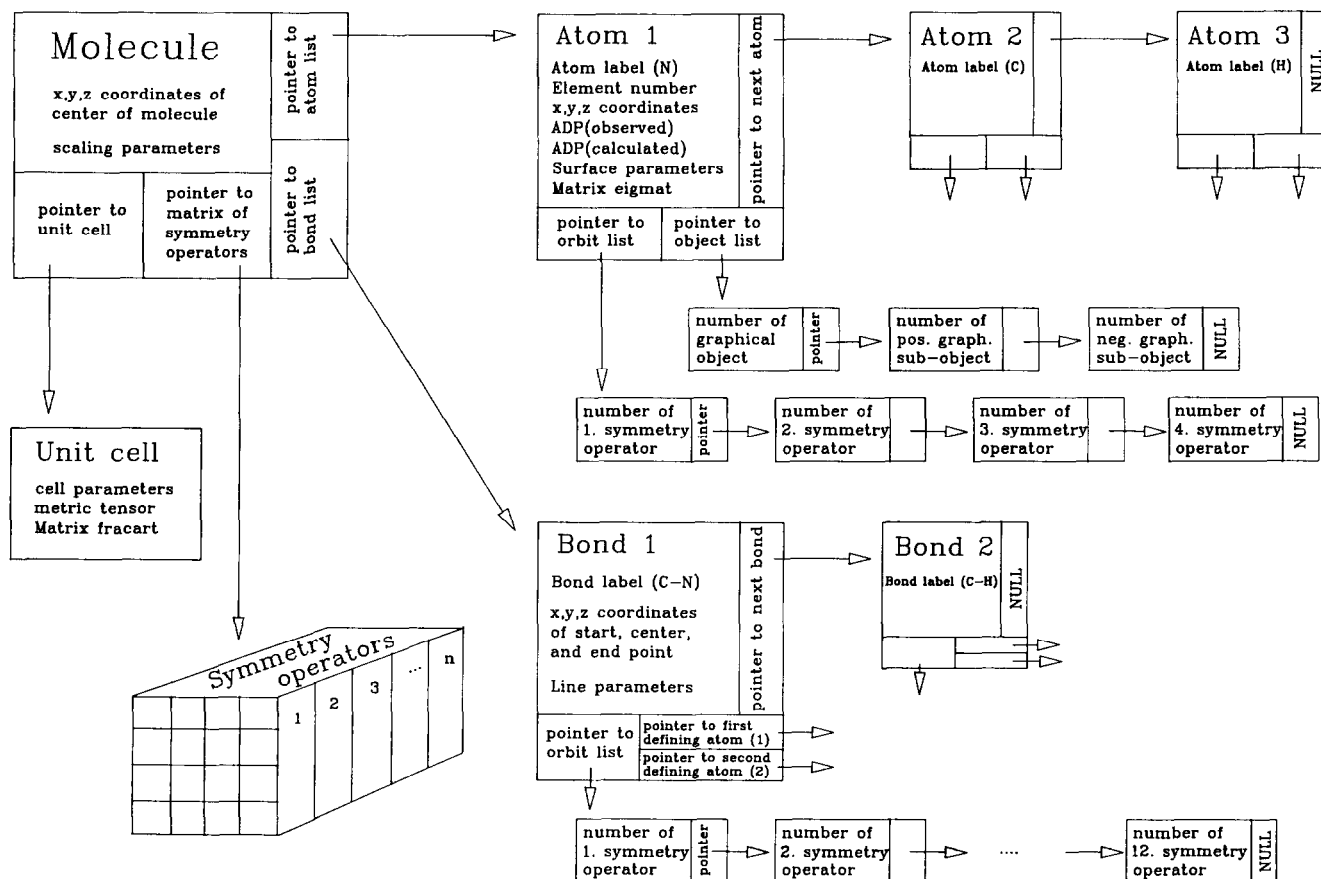 Molecule
x,y,z coordinates of
center of molecule
scaling parameters
pointer to
atom list
pointer to
unit cell
pointer to
matrix of
symmetry
operators
pointer to
bond list
Atom 1
Atom label (N)
Element number
x,y,z coordinates
ADP(observed)
ADP(calculated)
Surface parameters
Matrix eigmat
pointer to next atom
pointer to
orbit list
pointer to
object list
Atom 2
Atom label (C)
Atom 3
Atom label (H)
NULL
number of
graphical
object
pointer
number of
pos. graph.
sub-object
number of
neg. graph.
sub-object
NULL
number of
1. symmetry
operator
pointer
number of
2. symmetry
operator
number of
3. symmetry
operator
number of
4. symmetry
operator
NULL
Unit cell
cell parameters
metric tensor
Matrix fracart
Symmetry
operators
1
2
3
...
n
Bond 1
Bond label (C-N)
x,y,z coordinates
of start, center,
and end point
Line parameters
pointer to next bond
pointer to
orbit list
pointer to first
defining atom (1)
pointer to second
defining atom (2)
Bond 2
Bond label (C-H)
NULL
number of
1. symmetry
operator
pointer
number of
2. symmetry
operator
....
number of
12. symmetry
operator
NULL